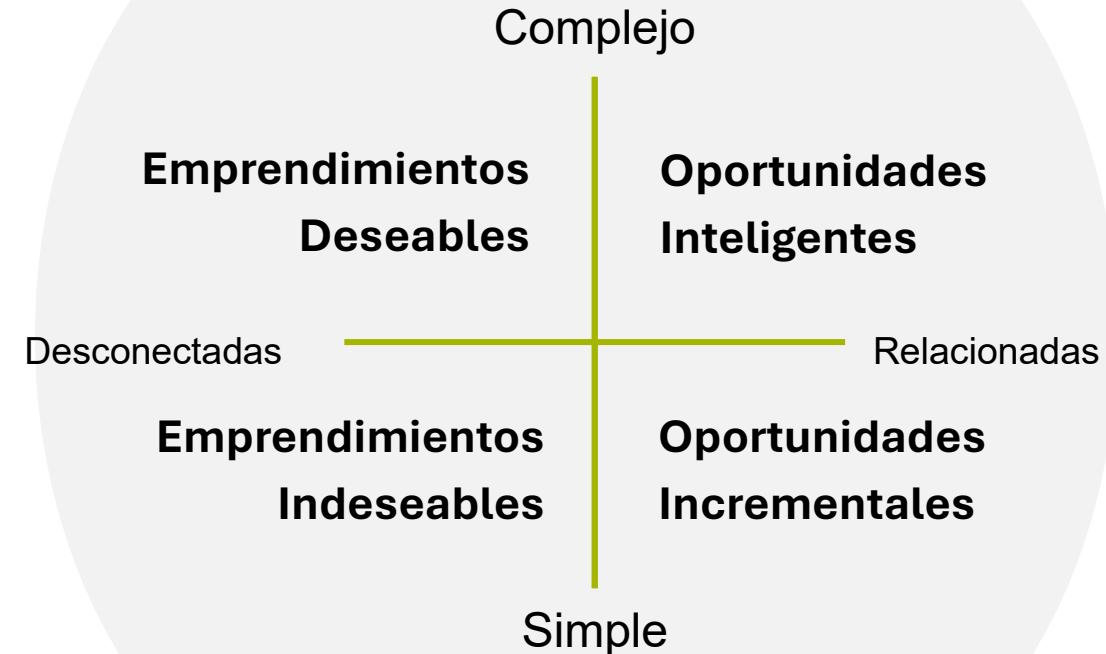 Complejo
Emprendimientos
Deseables
Oportunidades
Inteligentes
Desconectadas
Relacionadas
Emprendimientos
Indeseables
Oportunidades
Incrementales
Simple